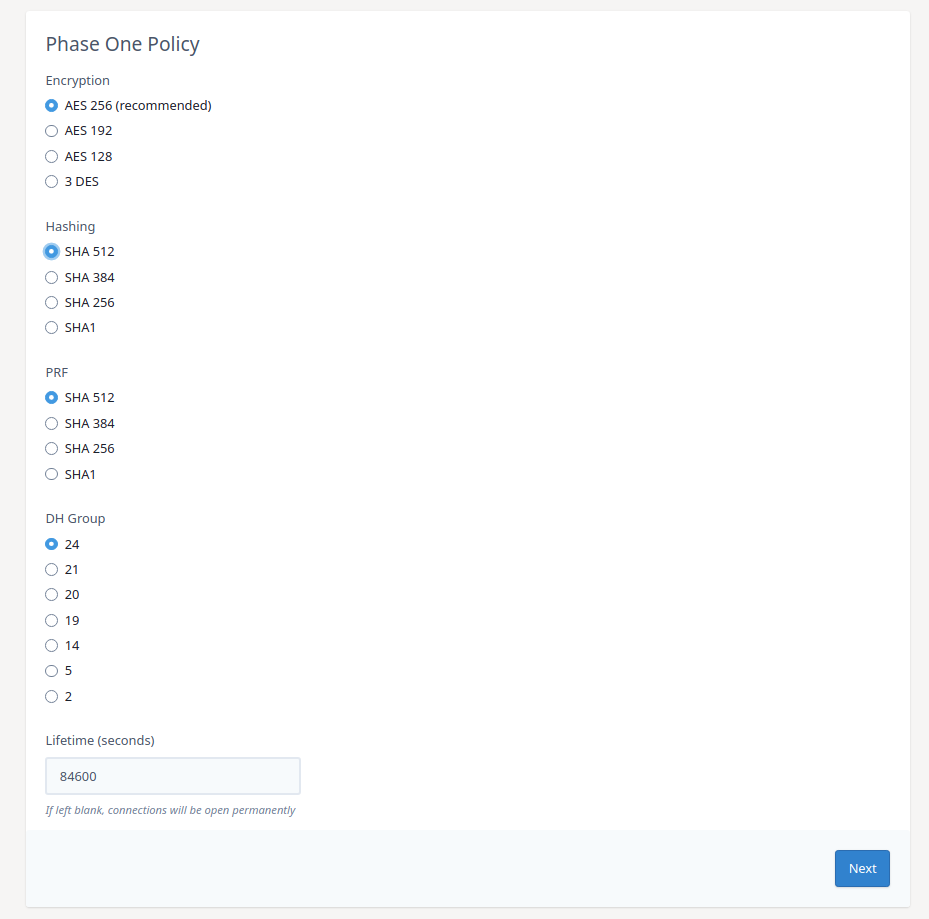 Phase One Policy
Encryption
AES 256 (recommended)
AES 192
AES 128
3 DES
Hashing
SHA 512
SHA 384
SHA 256
SHA1
PRF
SHA 512
SHA 384
SHA 256
SHA1
DH Group
24
21
20
19
14
5
2
Lifetime (seconds)
84600
If left blank, connections will be open permanently
Next